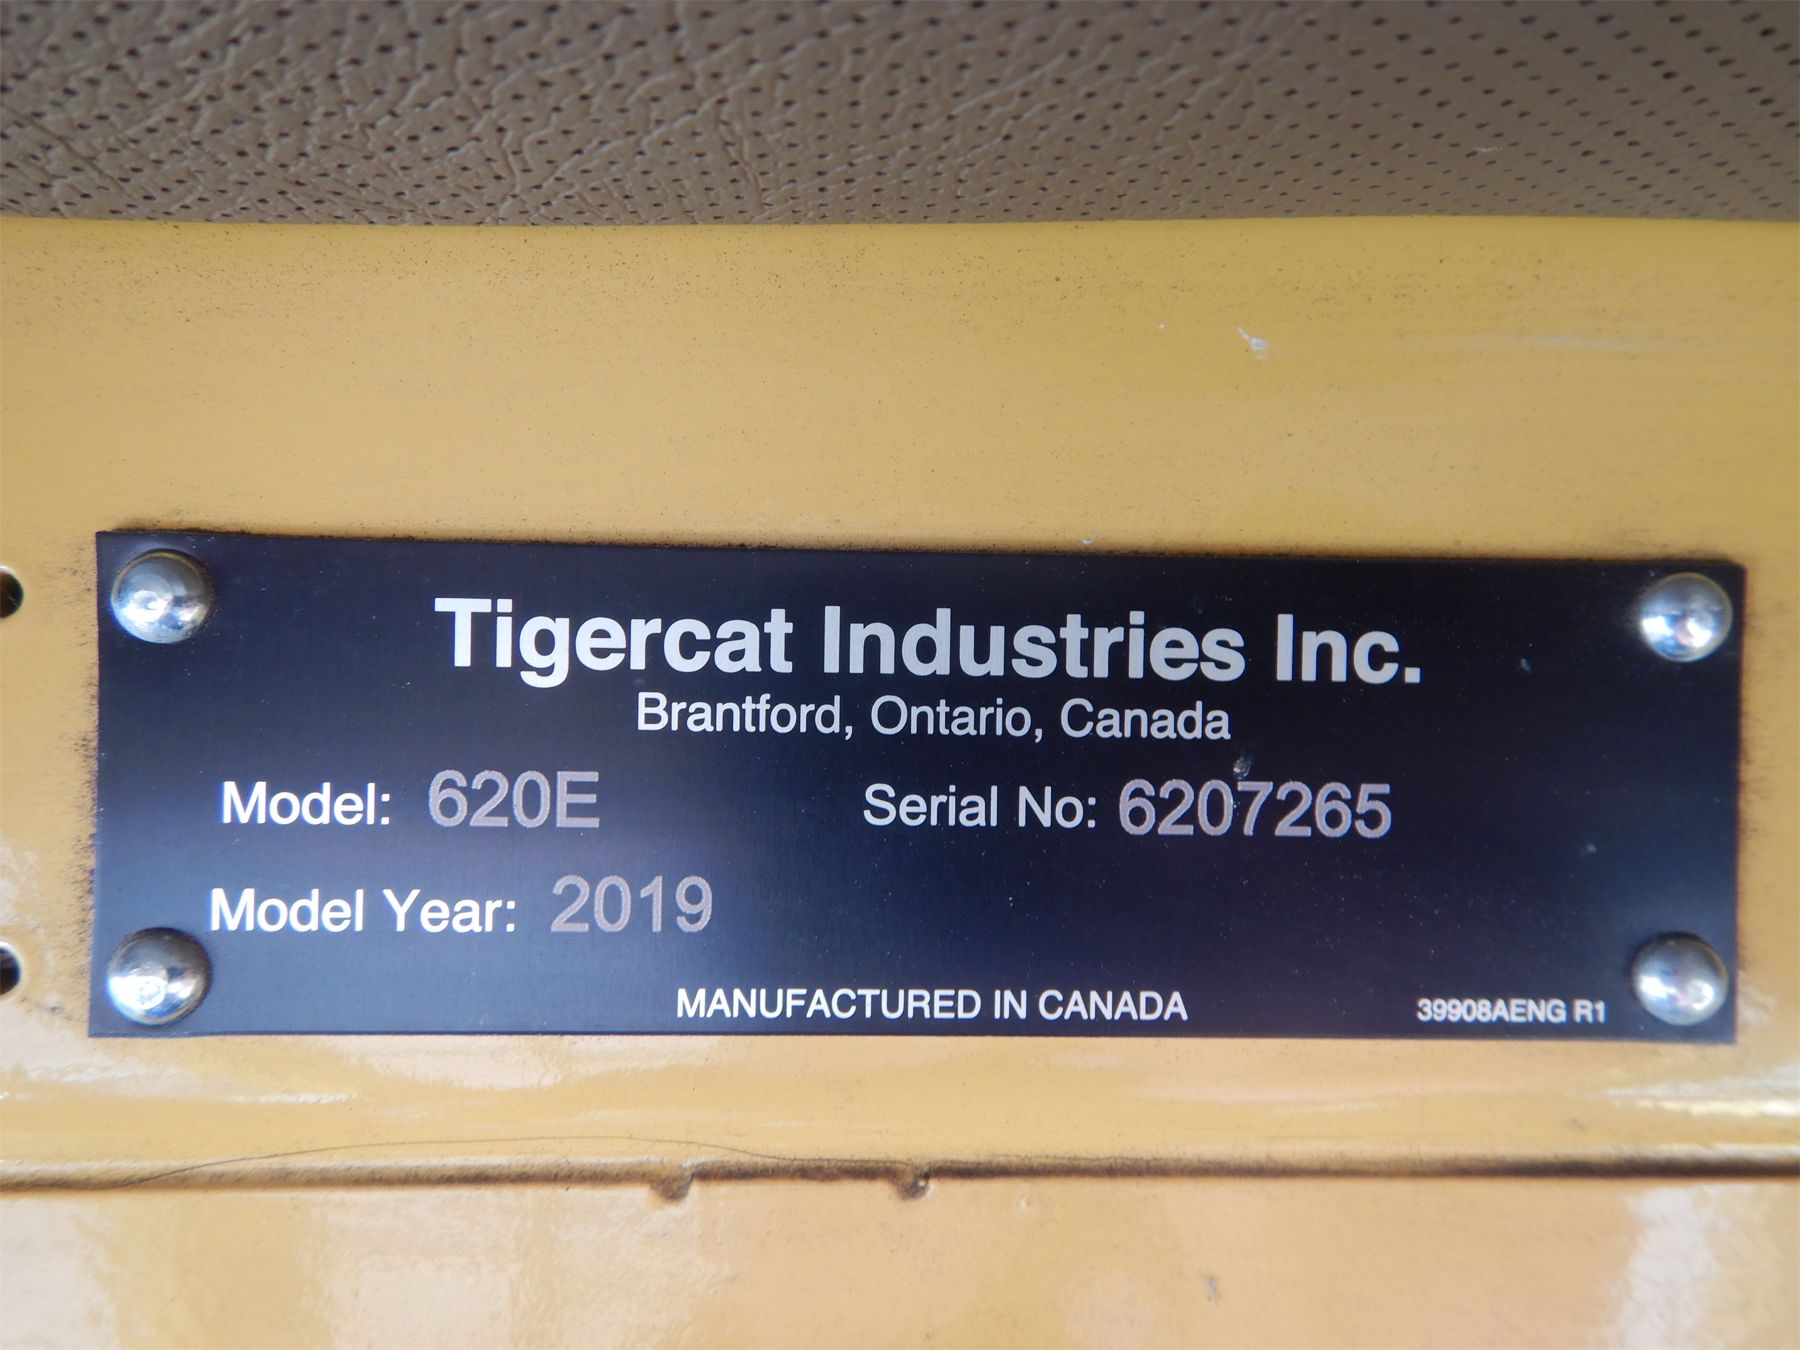 Tigercat Industries Inc.
Brantford, Ontario, Canada
Model: 620E Serial No: 6207265
Model Year: 2019
MANUFACTURED IN CANADA 39908AENG R1